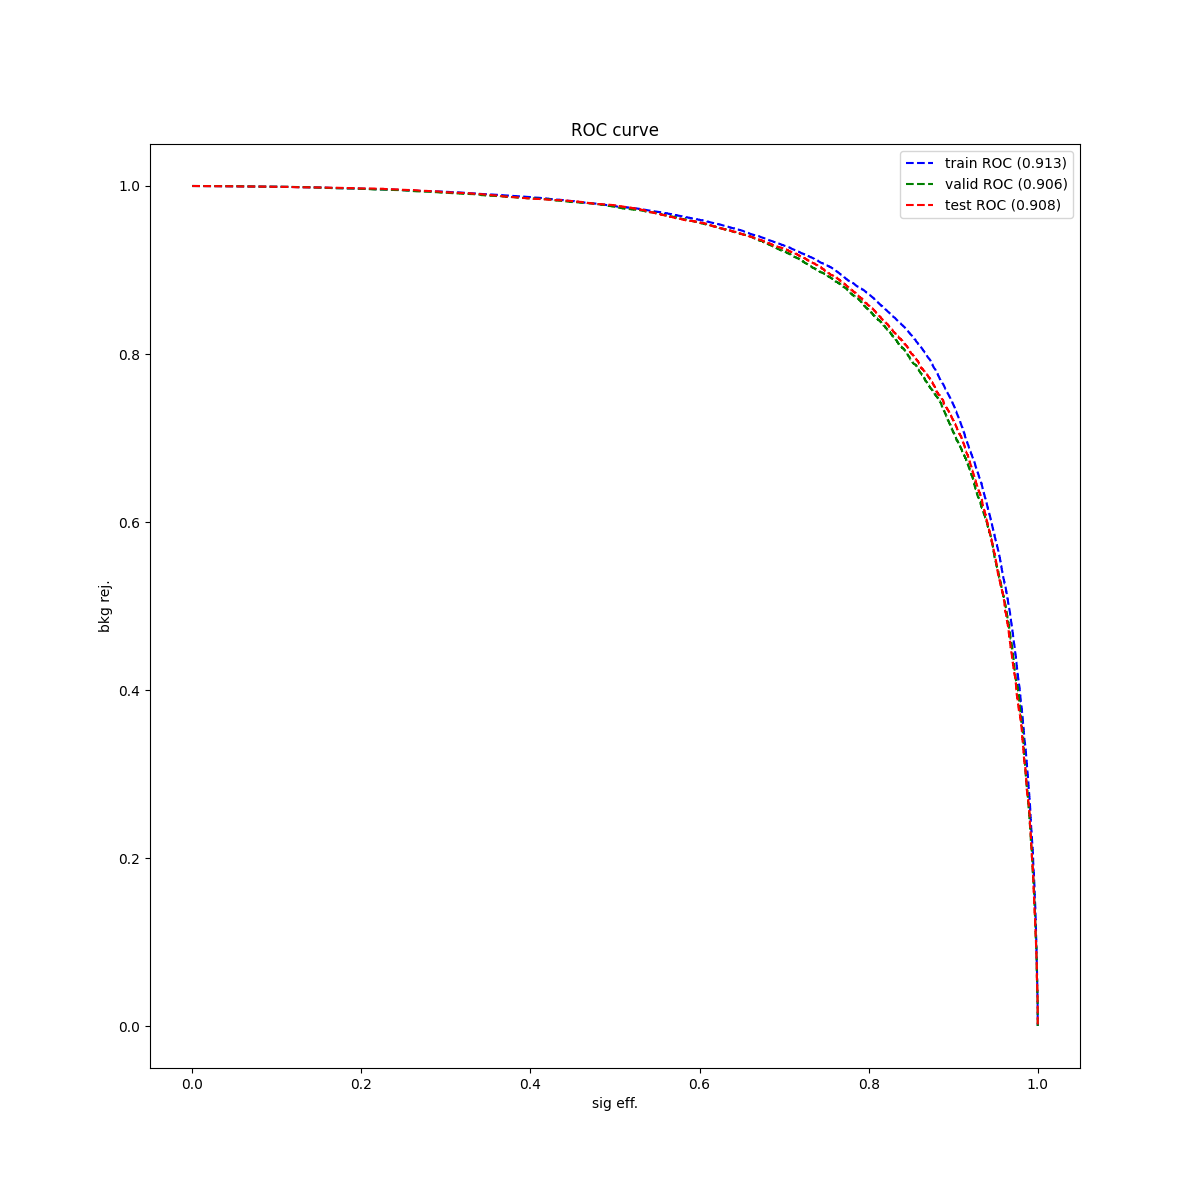 ROC curve
train ROC (0.913)
valid ROC (0.906)
test ROC (0.908)
1.0
0.8
0.6
0.4
0.2
0.0
bkg rej.
0.0 0.2 0.4 0.6 0.8 1.0
sig eff.